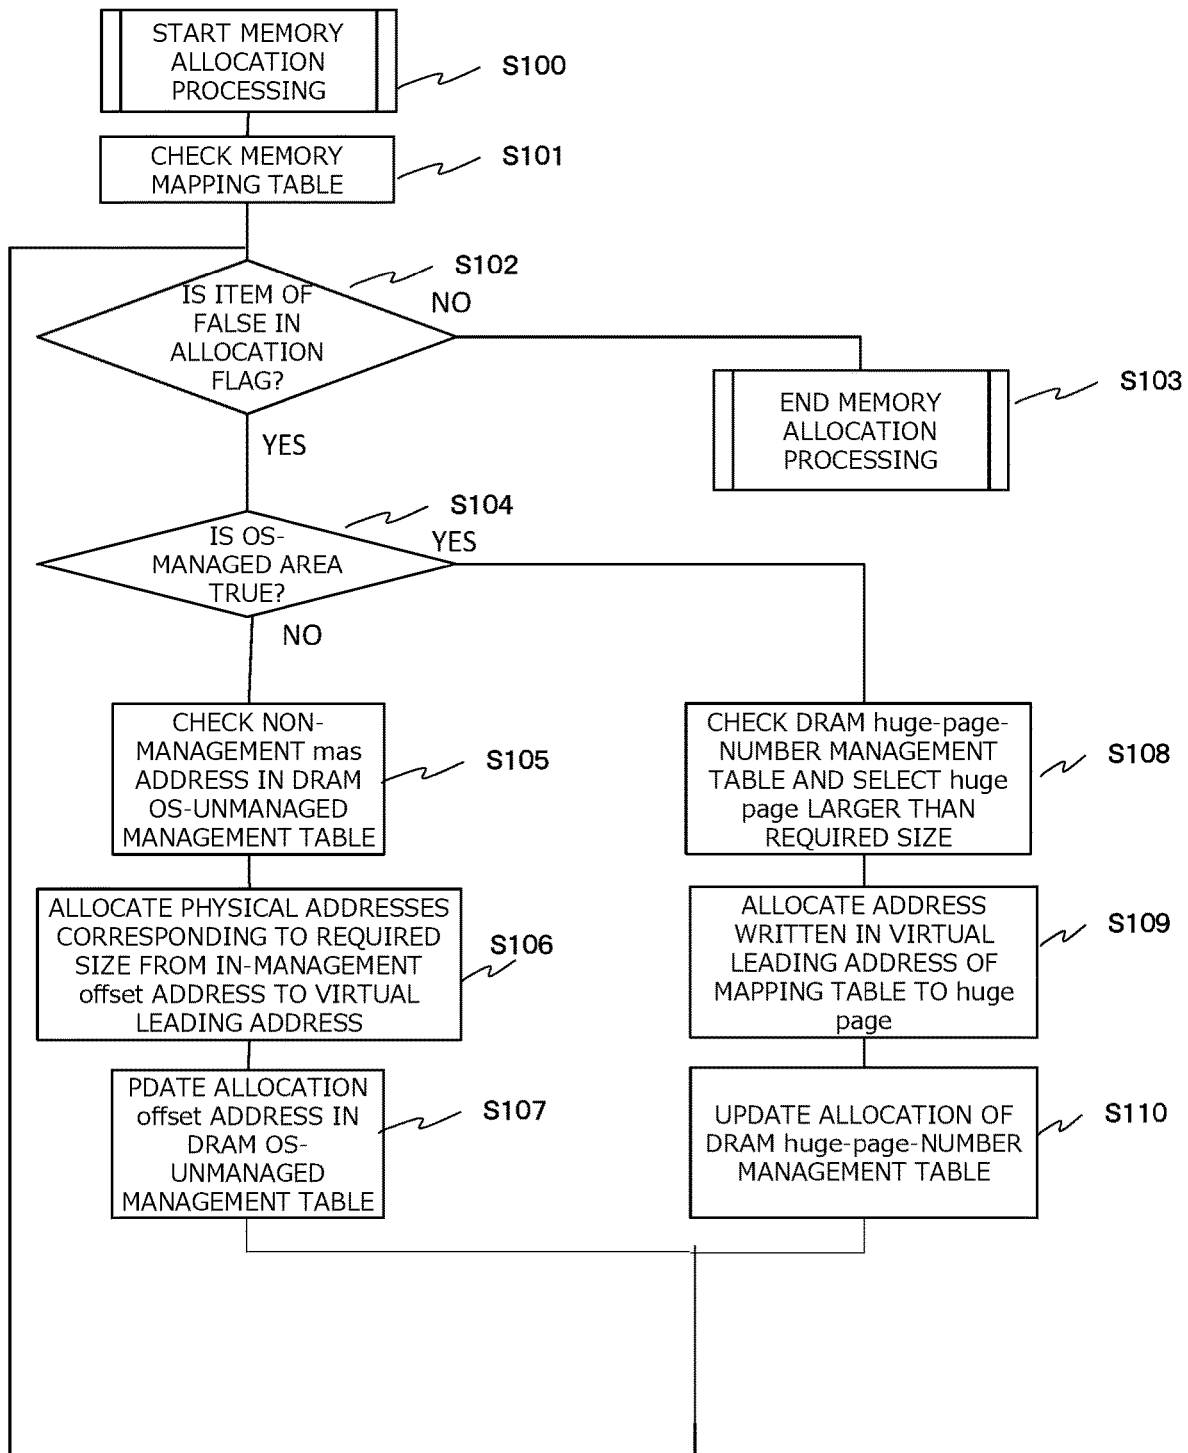 START MEMORY
ALLOCATION
PROCESSING
S100
CHECK MEMORY
MAPPING TABLE
S101
S102
IS ITEM OF
FALSE IN
ALLOCATION
FLAG?
NO
YES
END MEMORY
ALLOCATION
PROCESSING
S103
S104
IS OS-
MANAGED AREA
TRUE?
YES
NO
CHECK NON-
MANAGEMENT mas
ADDRESS IN DRAM
OS-UNMANAGED
MANAGEMENT TABLE
S105
CHECK DRAM huge-page-
NUMBER MANAGEMENT
TABLE AND SELECT huge
page LARGER THAN
REQUIRED SIZE
S108
ALLOCATE PHYSICAL ADDRESSES
CORRESPONDING TO REQUIRED
SIZE FROM IN-MANAGEMENT
offset ADDRESS TO VIRTUAL
LEADING ADDRESS
S106
ALLOCATE ADDRESS
WRITTEN IN VIRTUAL
LEADING ADDRESS OF
MAPPING TABLE TO huge
page
S109
PDATE ALLOCATION
offset ADDRESS IN
DRAM OS-
UNMANAGED
MANAGEMENT TABLE
S107
UPDATE ALLOCATION OF
DRAM huge-page-NUMBER
MANAGEMENT TABLE
S110